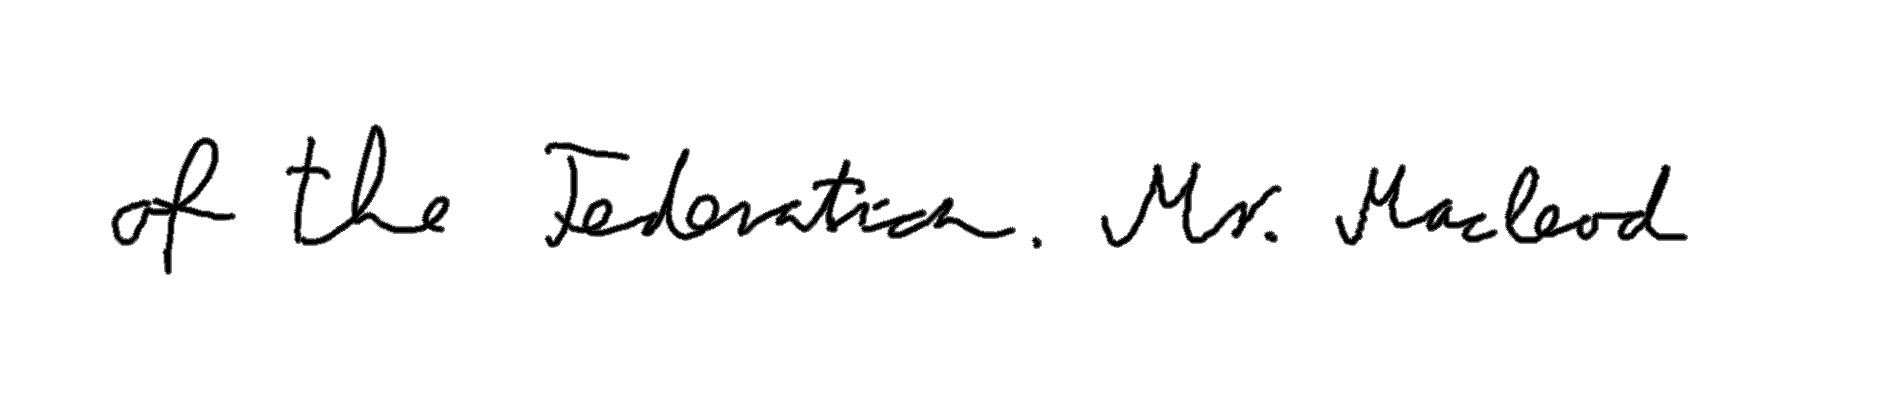 of the Federation. Mr. Macleod